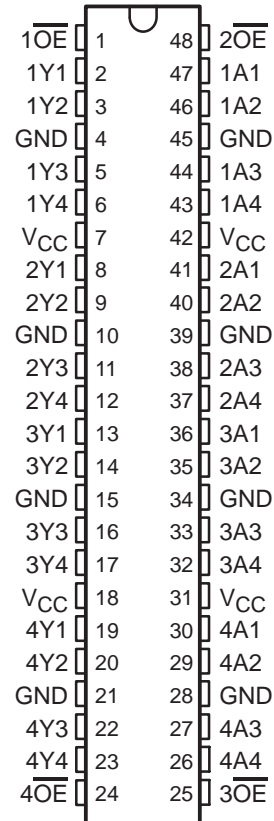 1O̅E̅ 1 48 2O̅E̅
1Y1 2 47 1A1
1Y2 3 46 1A2
GND 4 45 GND
1Y3 5 44 1A3
1Y4 6 43 1A4
VCC 7 42 VCC
2Y1 8 41 2A1
2Y2 9 40 2A2
GND 10 39 GND
2Y3 11 38 2A3
2Y4 12 37 2A4
3Y1 13 36 3A1
3Y2 14 35 3A2
GND 15 34 GND
3Y3 16 33 3A3
3Y4 17 32 3A4
VCC 18 31 VCC
4Y1 19 30 4A1
4Y2 20 29 4A2
GND 21 28 GND
4Y3 22 27 4A3
4Y4 23 26 4A4
4O̅E̅ 24 25 3O̅E̅